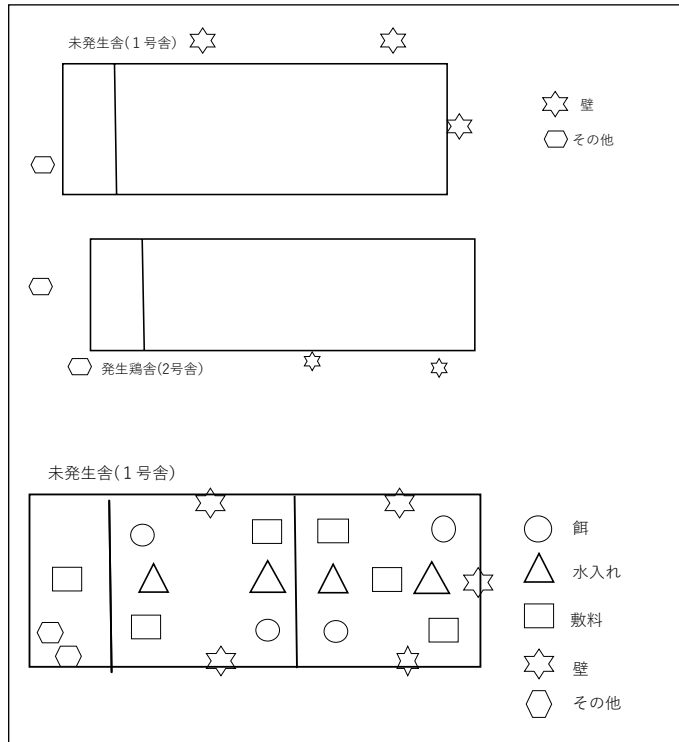 未発生舎(１号舎)
壁
その他
発生鶏舎(2号舎)
未発生舎(１号舎)
餌
水入れ
敷料
壁
その他